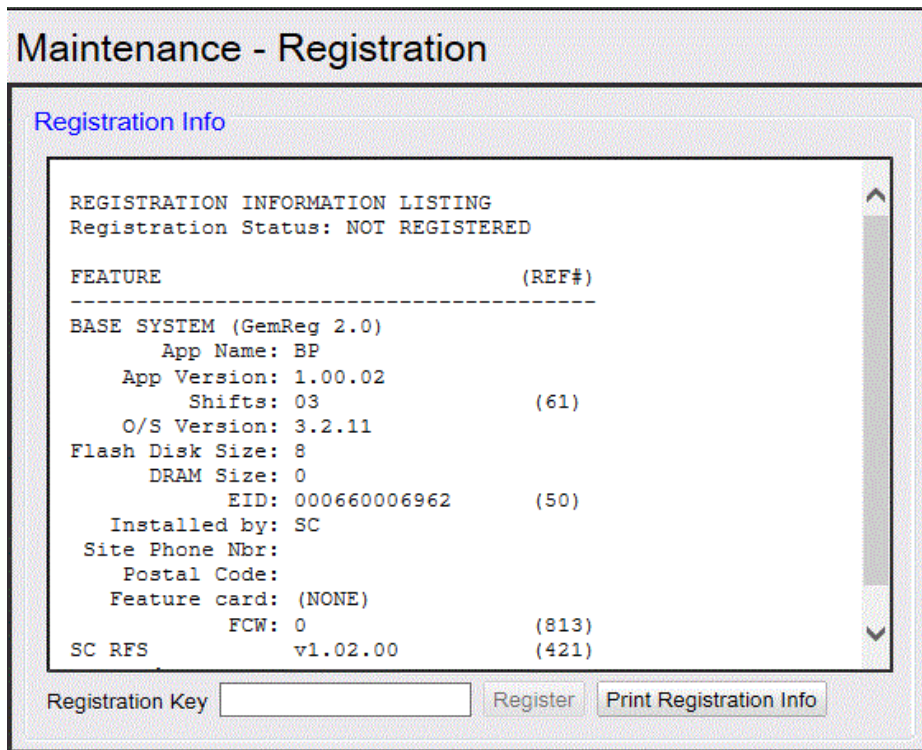 Maintenance - Registration
Registration Info
REGISTRATION INFORMATION LISTING
Registration Status: NOT REGISTERED
FEATURE (REF#)
-----------------------------------------
BASE SYSTEM (GemReg 2.0)
App Name: BP
App Version: 1.00.02
Shifts: 03 (61)
O/S Version: 3.2.11
Flash Disk Size: 8
DRAM Size: 0
EID: 000660006962 (50)
Installed by: SC
Site Phone Nbr:
Postal Code:
Feature card: (NONE)
FCW: 0 (813)
SC RFS v1.02.00 (421)
Registration Key Register Print Registration Info